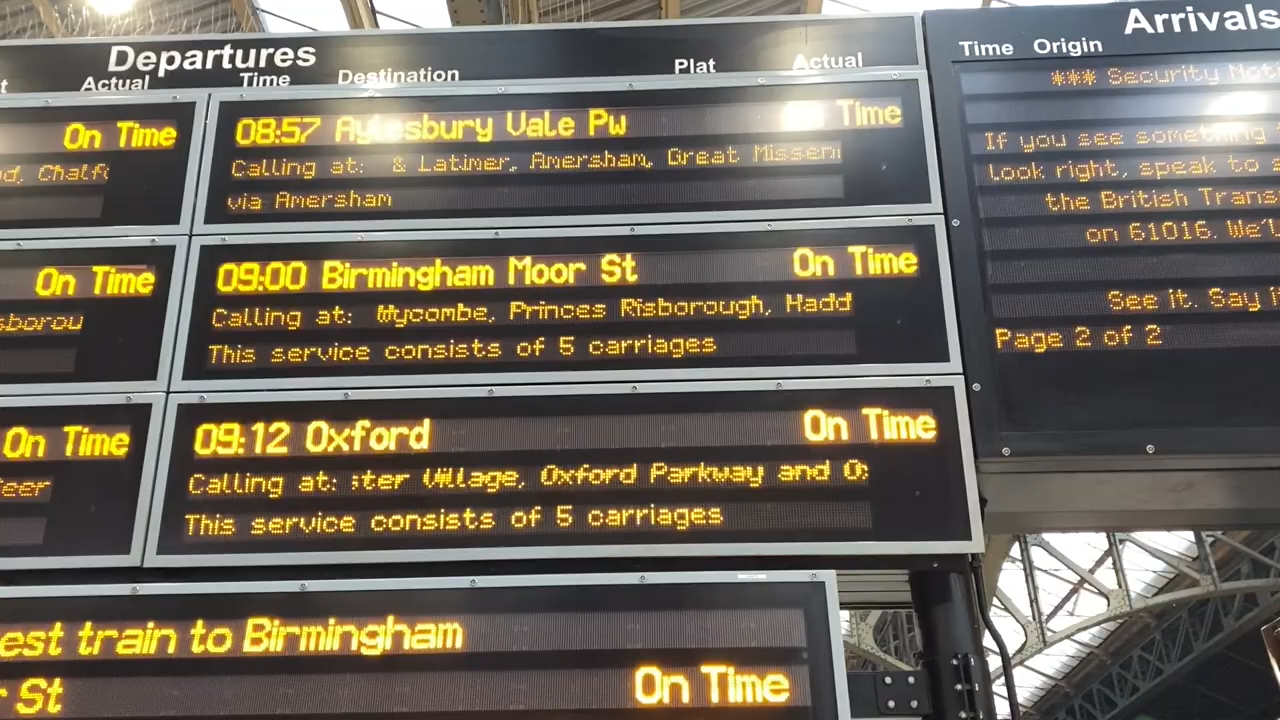 Departures
Actual
On Time
On Time
On Time
Time Destination Plat Actual
08:57 Aylesbury Vale Pw Time
Calling at: & Latimer, Amersham, Great Missen
via Amersham
09:00 Birmingham Moor St On Time
Calling at: Wycombe, Princes Risborough, Hadd
This service consists of 5 carriages
09:12 Oxford On Time
Calling at: ster Village, Oxford Parkway and O
This service consists of 5 carriages
est train to Birmingham
St On Time
Arrivals
Time Origin
*** Security Noti
If you see something
look right, speak to
the British Trans
on 61016. We'l
See it. Say i
Page 2 of 2